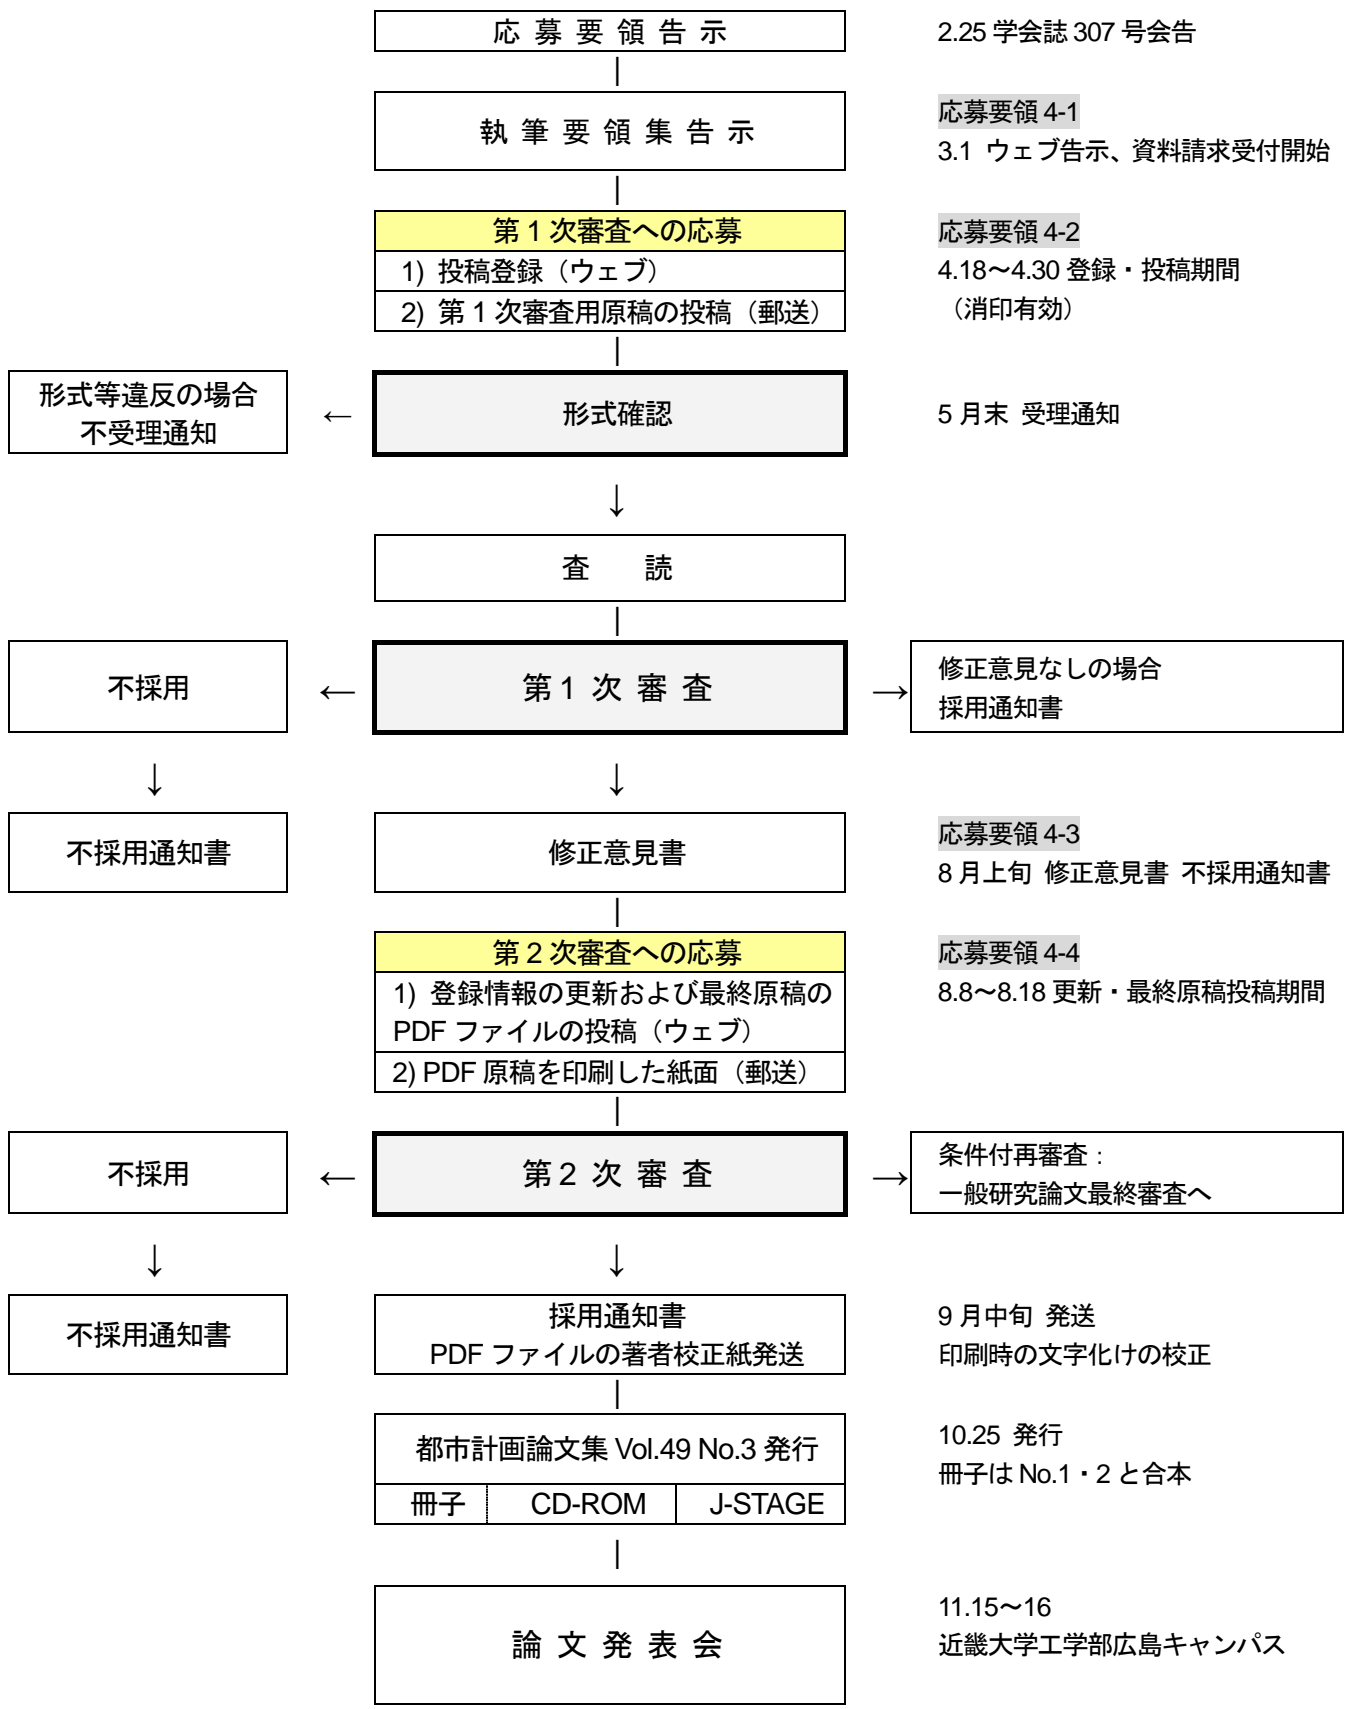 応募要領告示
2.25 学会誌 307 号会告
執筆要領集告示
応募要領 4-1
3.1 ウェブ告示、資料請求受付開始
第 1 次審査への応募
1) 投稿登録（ウェブ）
2) 第 1 次審査用原稿の投稿（郵送）
応募要領 4-2
4.18～4.30 登録・投稿期間
（消印有効）
形式等違反の場合
不受理通知
←
形式確認
5 月末 受理通知
↓
査 読
不採用
←
第 1 次 審 査
→
修正意見なしの場合
採用通知書
↓
↓
不採用通知書
修正意見書
応募要領 4-3
8 月上旬 修正意見書 不採用通知書
第 2 次審査への応募
1) 登録情報の更新および最終原稿の
PDF ファイルの投稿（ウェブ）
2) PDF 原稿を印刷した紙面（郵送）
応募要領 4-4
8.8～8.18 更新・最終原稿投稿期間
不採用
←
第 2 次 審 査
→
条件付再審査：
一般研究論文最終審査へ
↓
↓
不採用通知書
採用通知書
PDF ファイルの著者校正紙発送
9 月中旬 発送
印刷時の文字化けの校正
都市計画論文集 Vol.49 No.3 発行
冊子 CD-ROM J-STAGE
10.25 発行
冊子は No.1・2 と合本
論 文 発 表 会
11.15～16
近畿大学工学部広島キャンパス